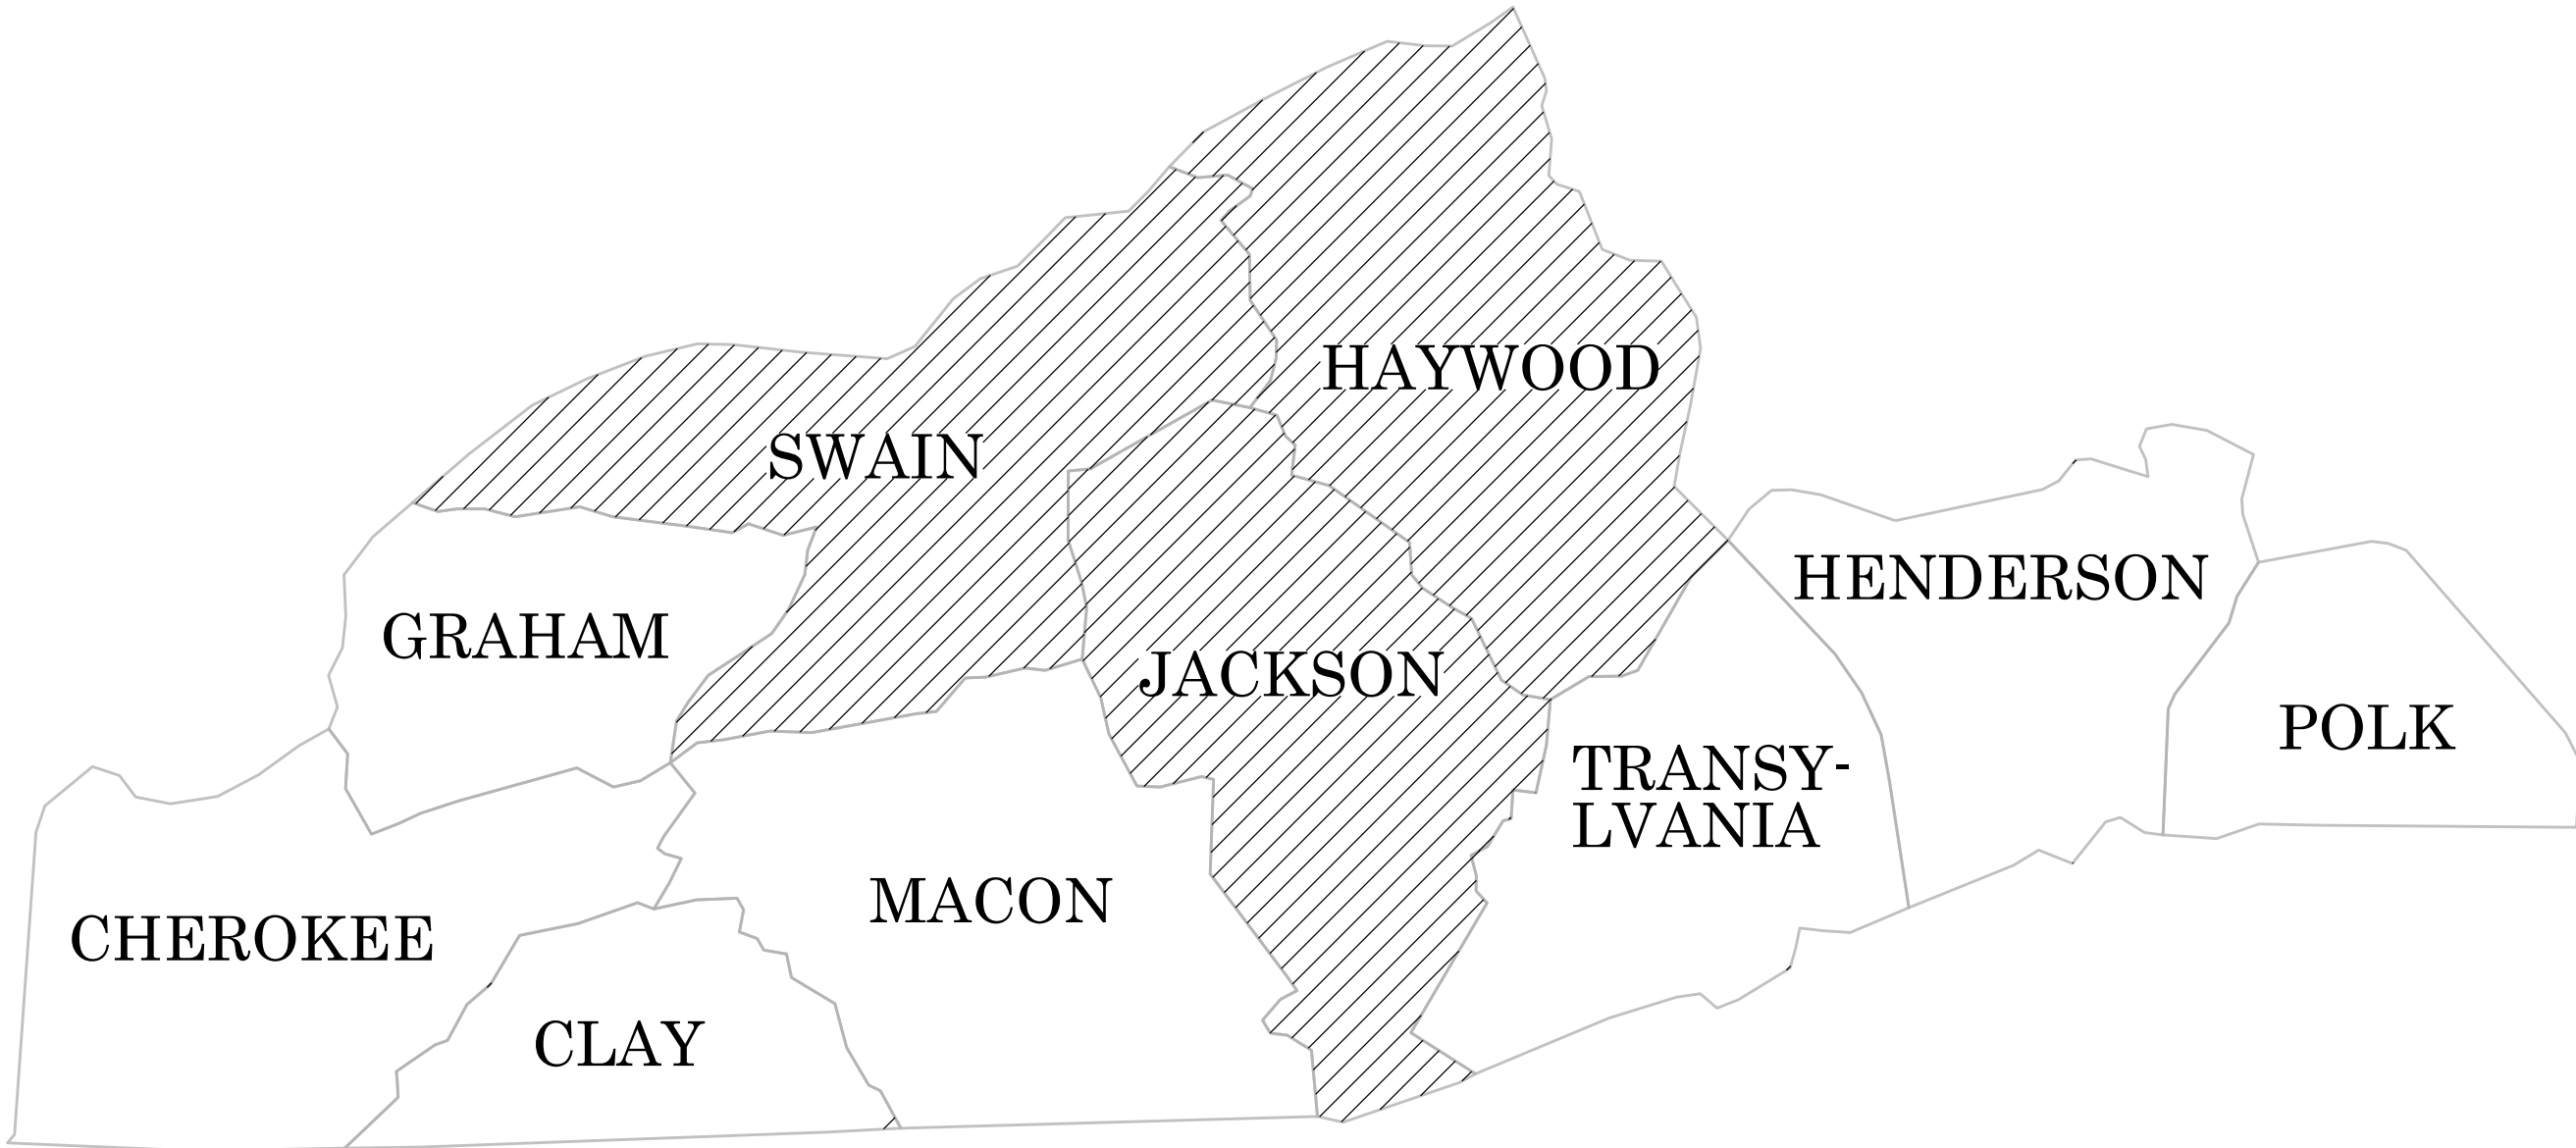 HAYWOOD
SWAIN
HENDERSON
GRAHAM
JACKSON
POLK
TRANSY-
LVANIA
MACON
CHEROKEE
CLAY